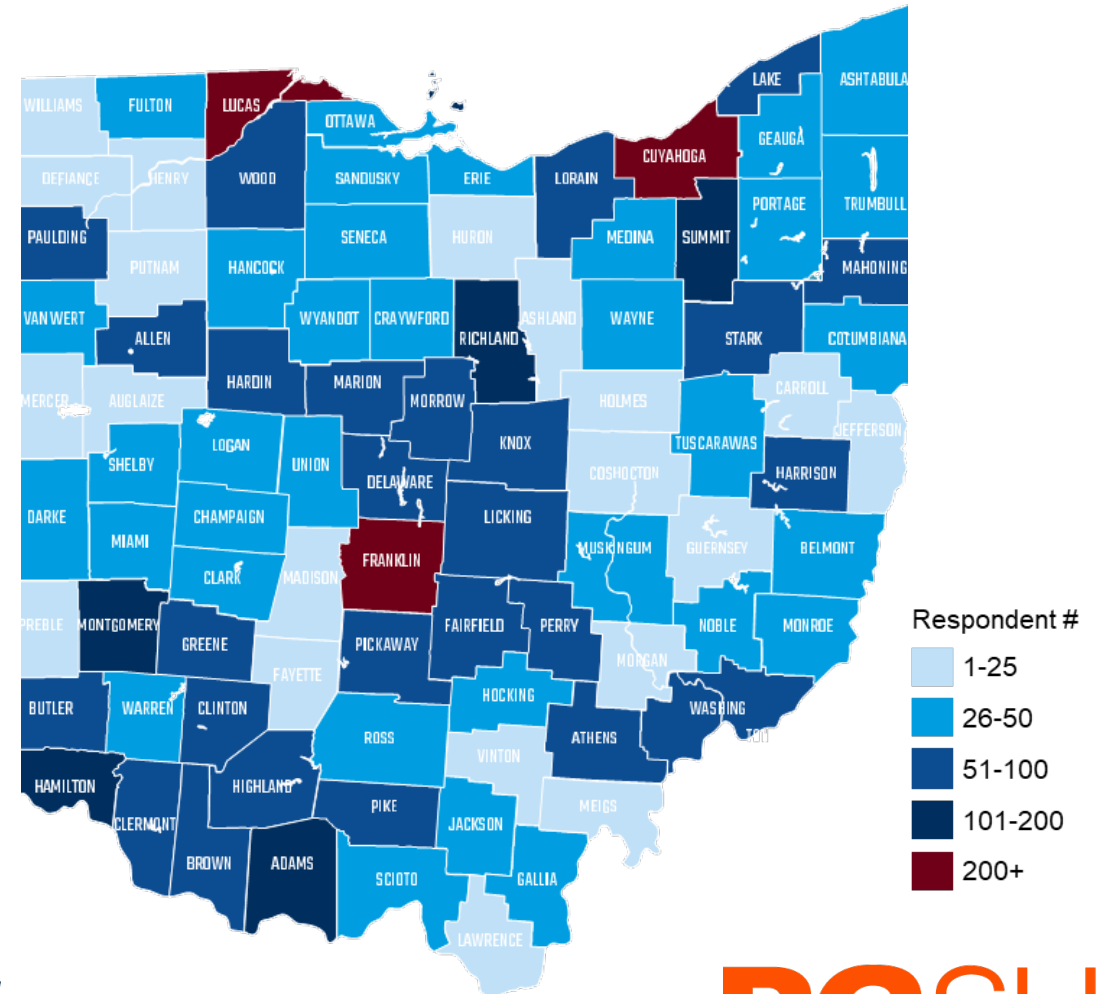 LAKE
ASHTABULA
WILLIAMS
FULTON
LUCAS
OTTAWA
GEAUGA
CUYAHOGA
DEFIANCE
HENRY
WOOD
SANDUSKY
ERIE
LORAIN
PORTAGE
TRUMBULL
PAULDING
SENECA
HURON
MEDINA
SUMMIT
PUTNAM
HANCOCK
MAHONING
VAN WERT
WYANDOT
CRAYWFORD
ASHLAND
WAYNE
ALLEN
RICHLAND
STARK
COLUMBIANA
HARDIN
MARION
MORROW
HOLMES
CARROLL
MERCER
AUGLAIZE
JEFFERSON
LOGAN
KNOX
TUSCARAWAS
SHELBY
UNION
DELAWARE
COSHOCTON
HARRISON
DARKE
CHAMPAIGN
LICKING
MIAMI
MUSKINGUM
GUERNSEY
BELMONT
FRANKLIN
CLARK
MADISON
PREBLE
MONTGOMERY
GREENE
PICKAWAY
FAIRFIELD
PERRY
NOBLE
MONROE
FAYETTE
MORGAN
HOCKING
BUTLER
WARREN
CLINTON
WASHING
TON
ROSS
ATHENS
VINTON
HAMILTON
HIGHLAND
PIKE
MEIGS
CLERMONT
JACKSON
BROWN
ADAMS
SCIOTO
GALLIA
LAWRENCE
Respondent #
1-25
26-50
51-100
101-200
200+